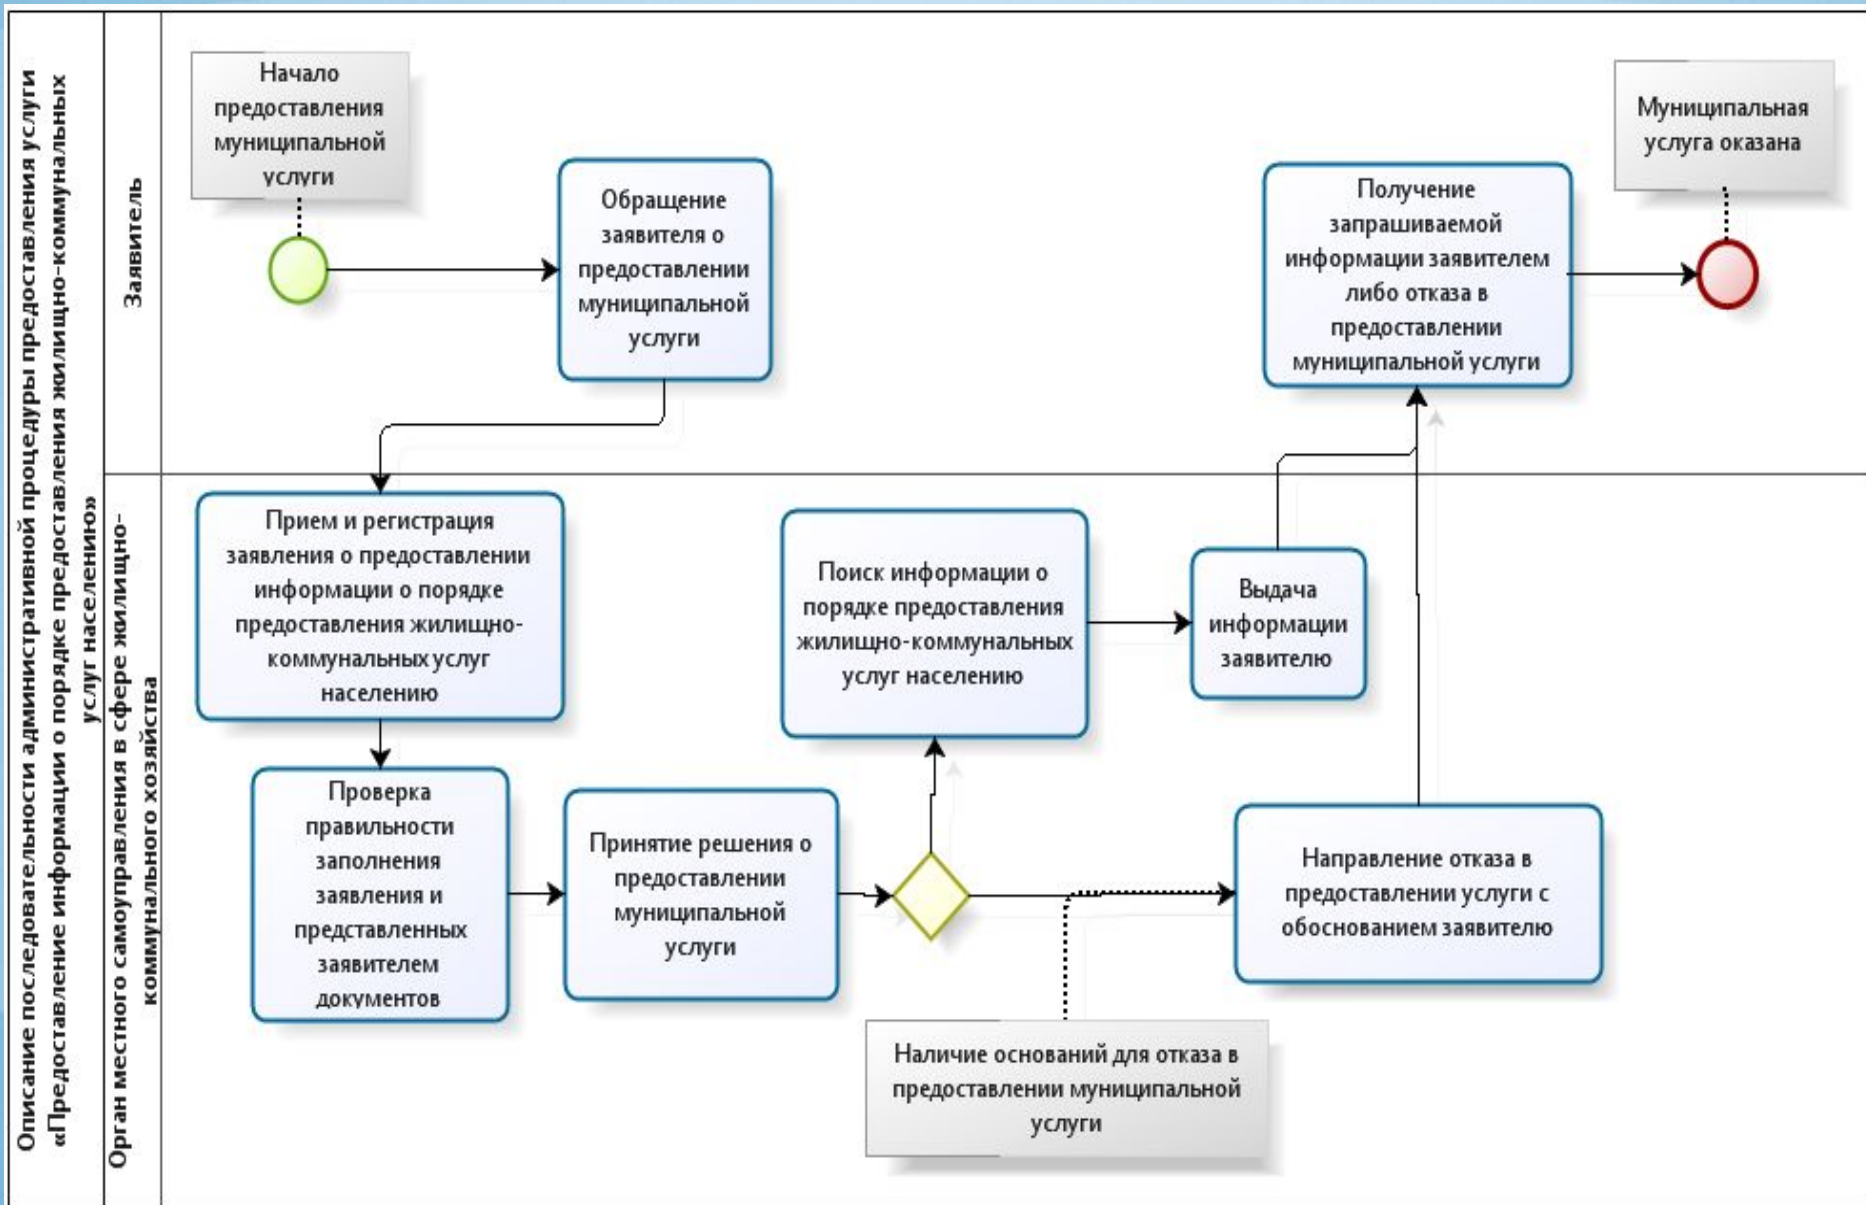 Описание последовательности административной процедуры предоставления услуги
«Предоставление информации о порядке предоставления жилищно-коммунальных
услуг населению»
Заявитель
Начало
предоставления
муниципальной
услуги
Обращение
заявителя о
предоставлении
муниципальной
услуги
Получение
запрашиваемой
информации заявителем
либо отказа в
предоставлении
муниципальной услуги
Муниципальная
услуга оказана
Орган местного самоуправления в сфере жилищно-
коммунального хозяйства
Прием и регистрация
заявления о предоставлении
информации о порядке
предоставления жилищно-
коммунальных услуг
населению
Проверка
правильности
заполнения
заявления и
представленных
заявителем
документов
Принятие решения о
предоставлении
муниципальной
услуги
Поиск информации о
порядке предоставления
жилищно-коммунальных
услуг населению
Выдача
информации
заявителю
Направление отказа в
предоставлении услуги с
обоснованием заявителю
Наличие оснований для отказа в
предоставлении муниципальной
услуги